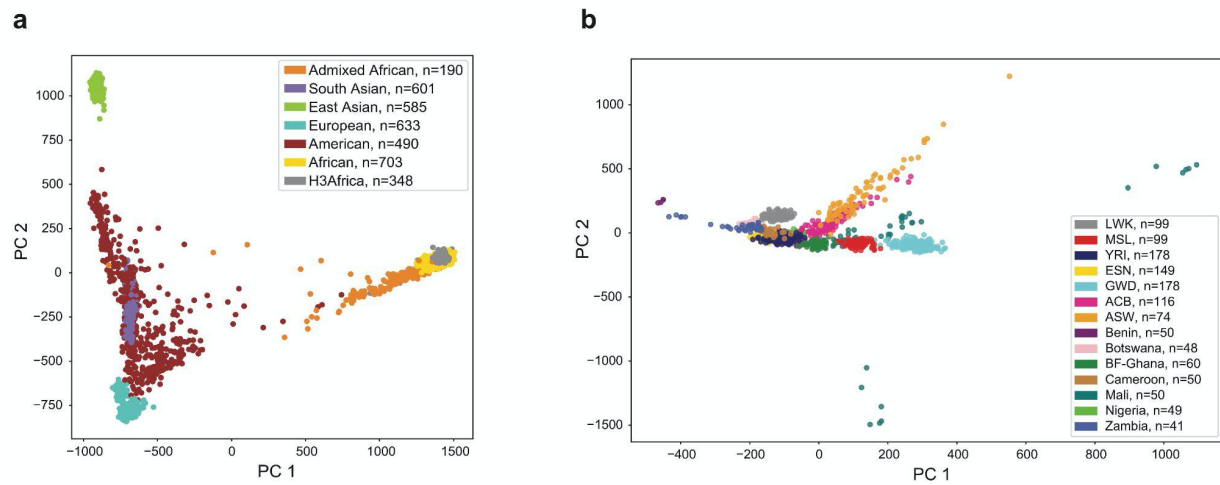 a
1000
750
500
250
0
−250
−500
−750
PC 2
−1000
−500
0
500
1000
1500
PC 1
Admixed African, n=190
South Asian, n=601
East Asian, n=585
European, n=633
American, n=490
African, n=703
H3Africa, n=348
b
1000
500
0
−500
−1000
−1500
PC 2
−400
−200
0
200
400
600
800
1000
PC 1
LWK, n=99
MSL, n=99
YRI, n=178
ESN, n=149
GWD, n=178
ACB, n=116
ASW, n=74
Benin, n=50
Botswana, n=48
BF-Ghana, n=60
Cameroon, n=50
Mali, n=50
Nigeria, n=49
Zambia, n=41